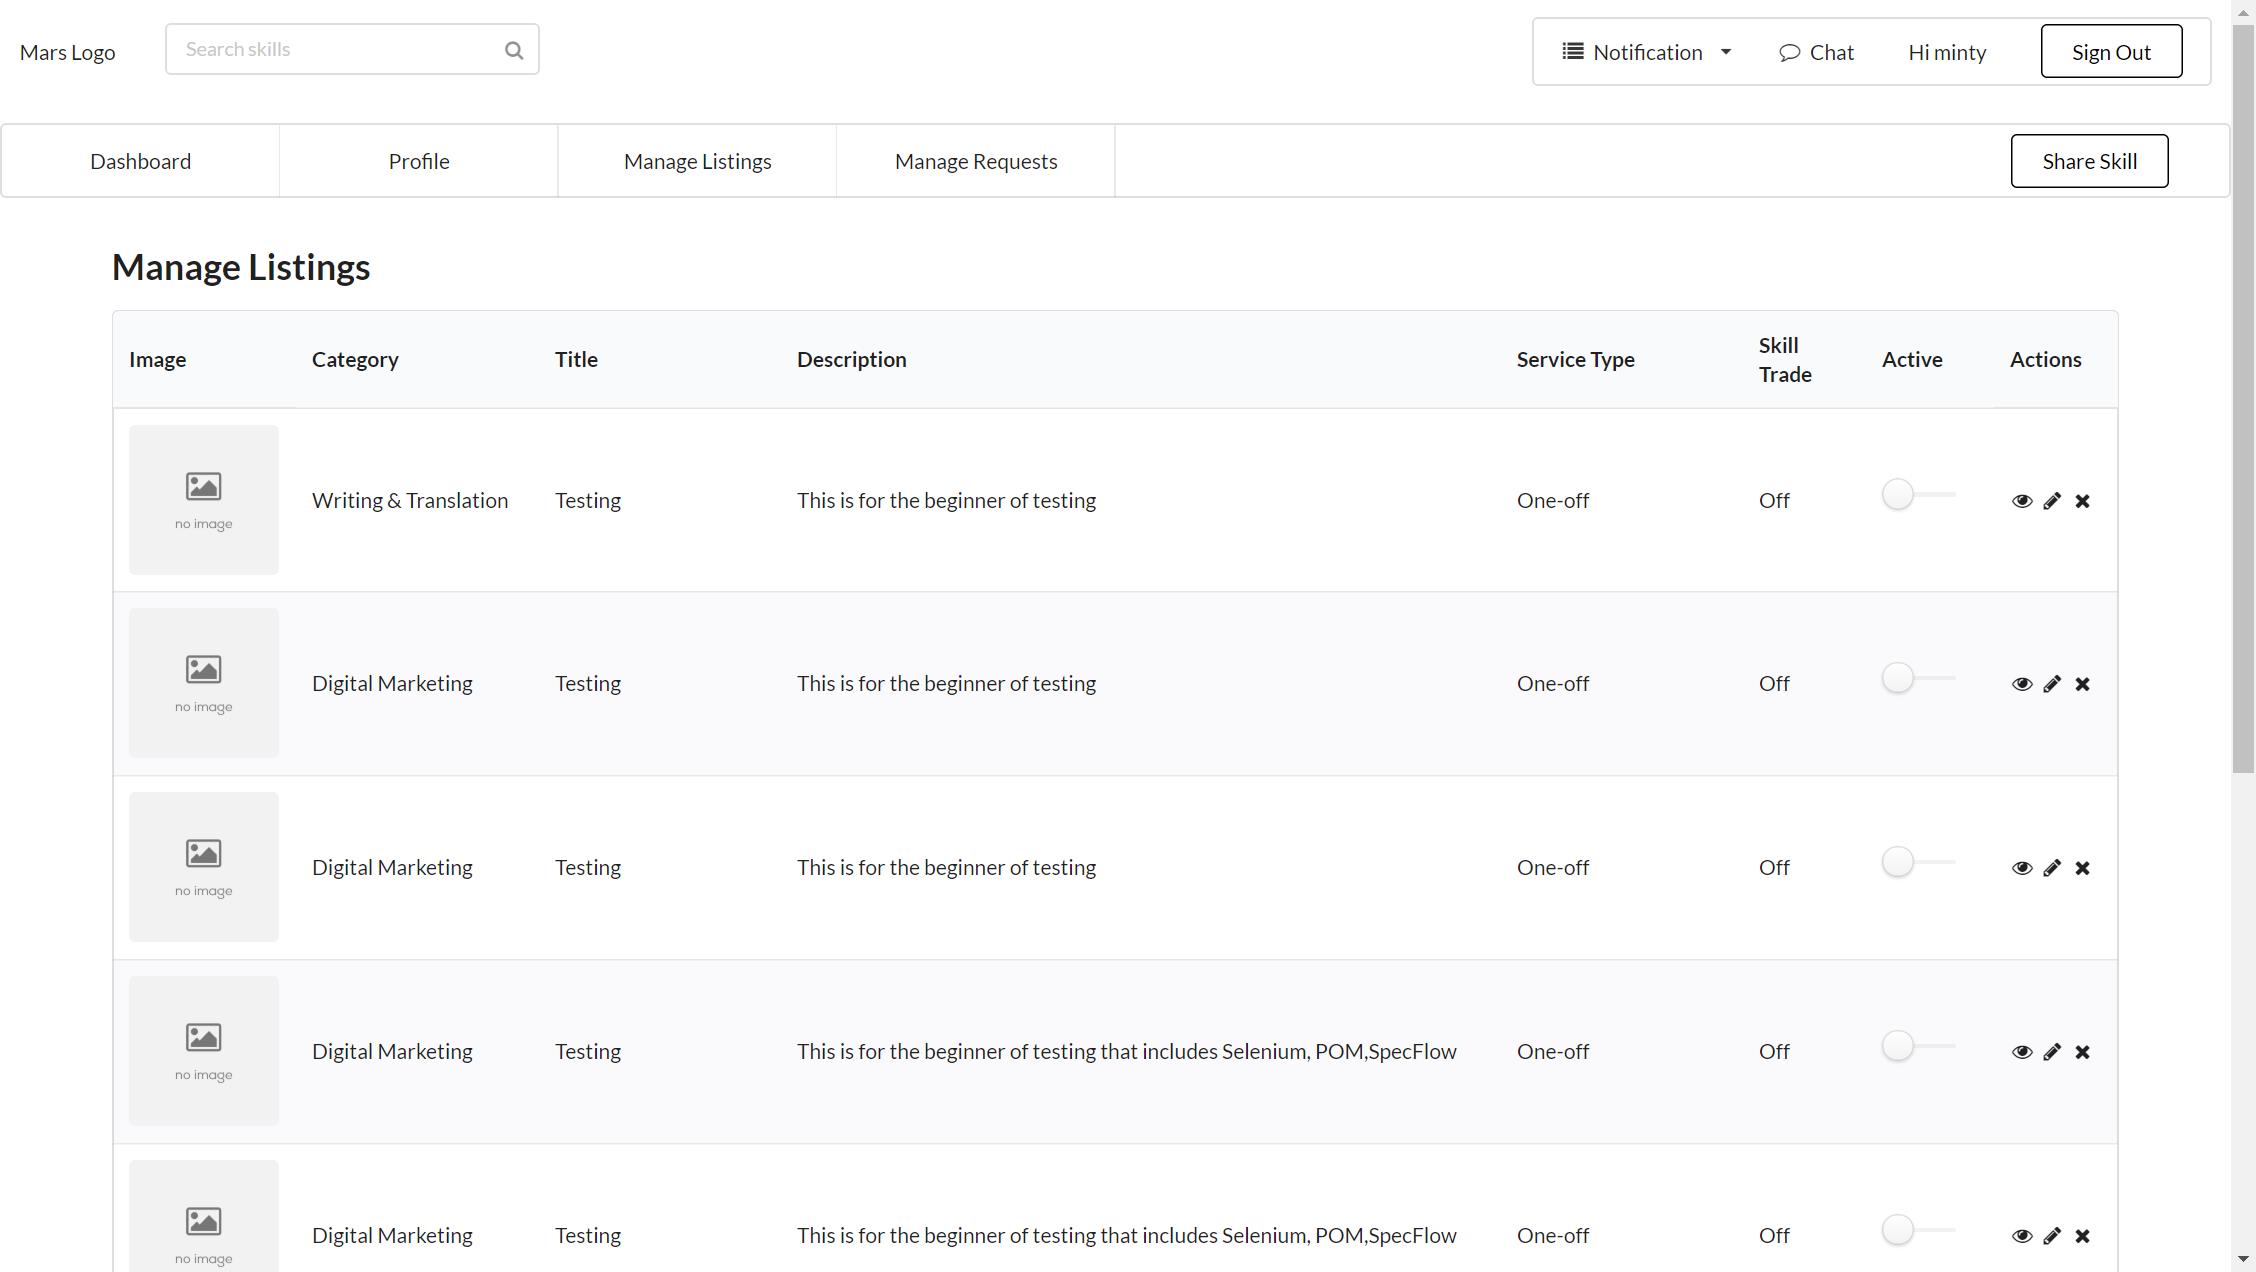 Mars Logo
Search skills
Notification
Chat
Hi minty
Sign Out
Dashboard
Profile
Manage Listings
Manage Requests
Share Skill
Manage Listings
Image Category Title Description Service Type Skill Trade Active Actions
no image
Writing & Translation Testing This is for the beginner of testing One-off Off
no image
Digital Marketing Testing This is for the beginner of testing One-off Off
no image
Digital Marketing Testing This is for the beginner of testing One-off Off
no image
Digital Marketing Testing This is for the beginner of testing that includes Selenium, POM,SpecFlow One-off Off
no image
Digital Marketing Testing This is for the beginner of testing that includes Selenium, POM,SpecFlow One-off Off
no image